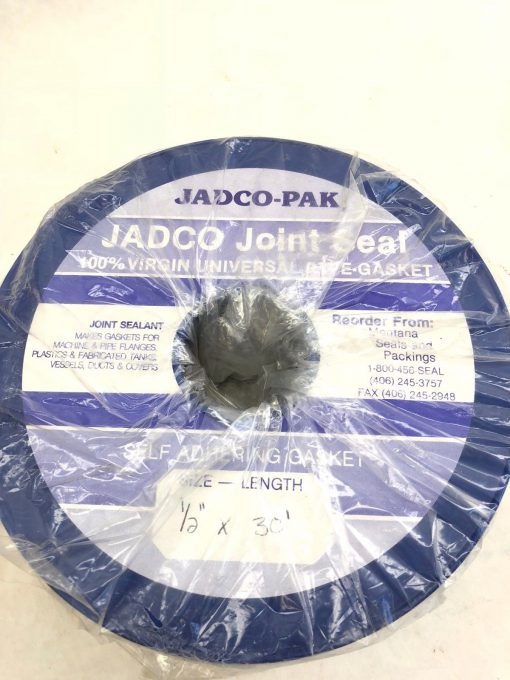 JADCO-PAK
JADCO Joint Seal
100% VIRGIN UNIVERSAL PTFE-GASKET
JOINT SEALANT
MAKES GASKETS FOR
MACHINE & PIPE FLANGES
PLASTICS & FABRICATED TANKS,
VESSELS, DUCTS & COVERS
Reorder From:
Montana
Seals and
Packings
1-800-456-SEAL
(406) 245-3757
FAX (406) 245-2948
SELF ADHERING GASKET
SIZE — LENGTH
1/2" x 30'